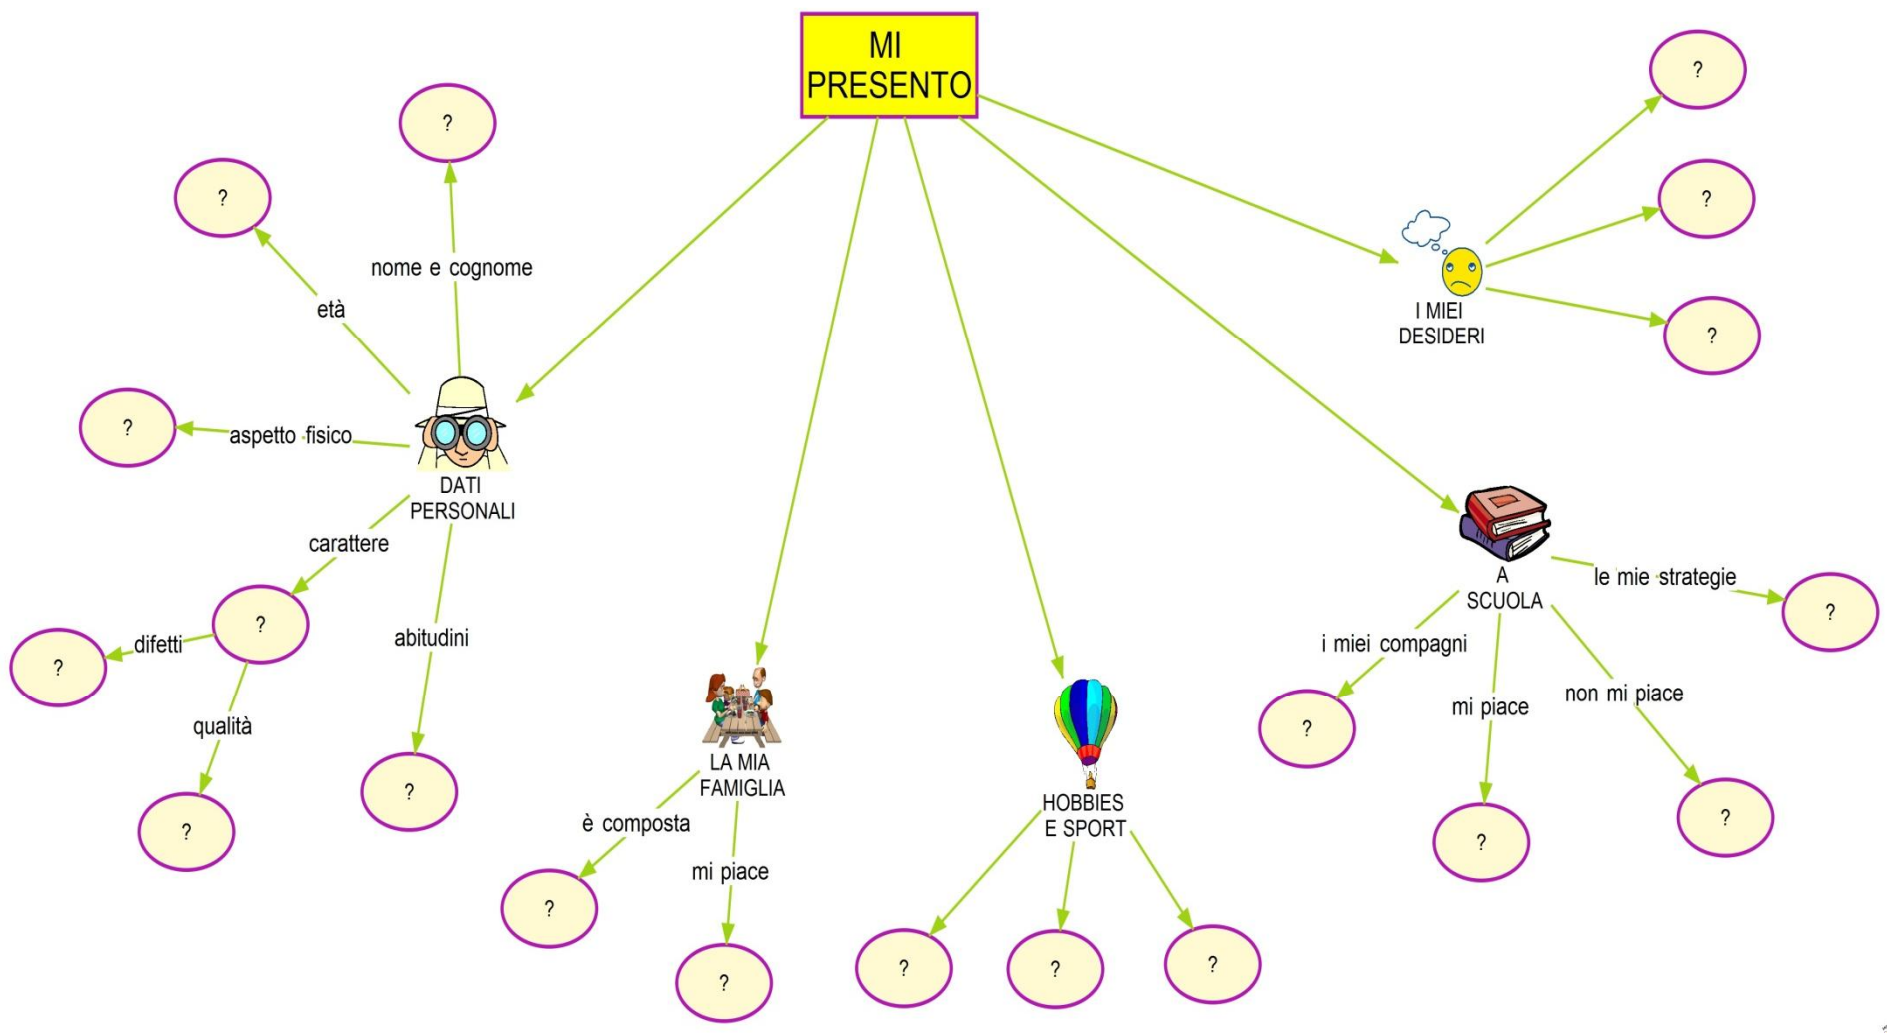 MI
PRESENTO
?
?
?
?
nome e cognome
età
I MIEI
DESIDERI
?
?
aspetto fisico
DATI
PERSONALI
carattere
A
SCUOLA
le mie strategie
?
?
abitudini
i miei compagni
difetti
?
qualità
non mi piace
mi piace
?
LA MIA
FAMIGLIA
?
HOBBIES
E SPORT
?
?
è composta
?
mi piace
?
?
?
?
?